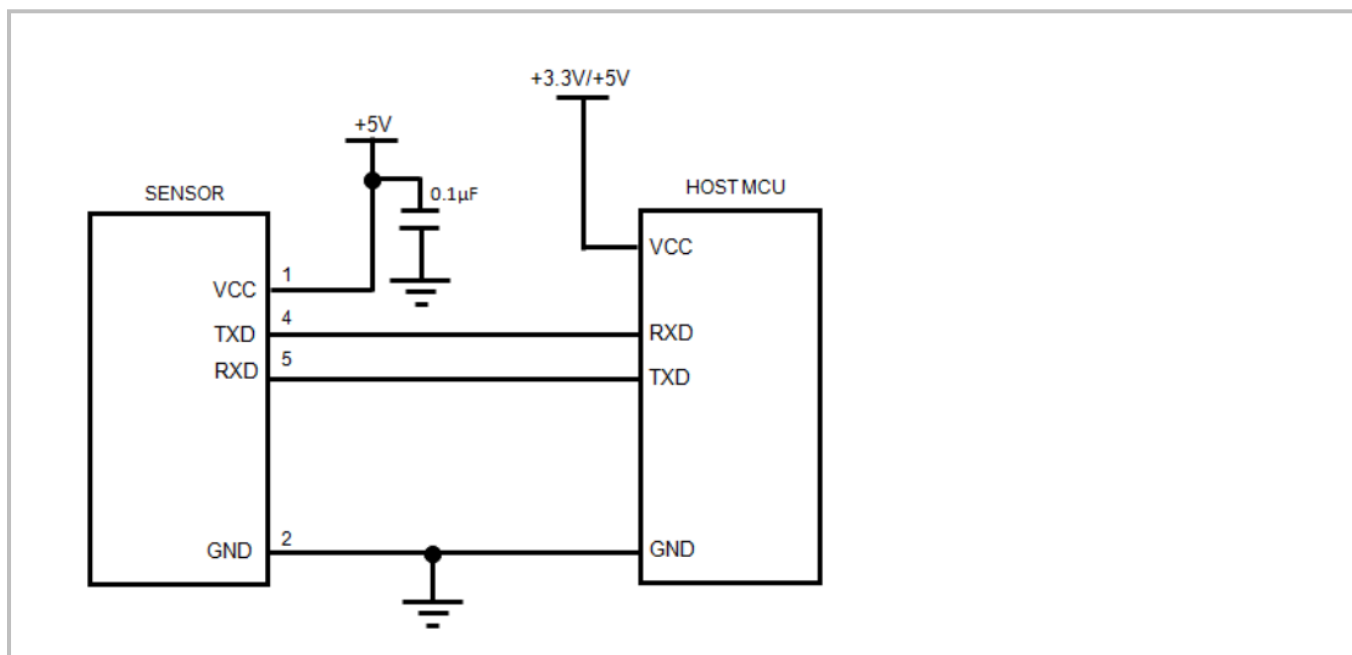 +3.3V/+5V
+5V
SENSOR
0.1µF
HOST MCU
VCC
1
VCC
TXD
4
RXD
RXD
5
TXD
GND
2
GND